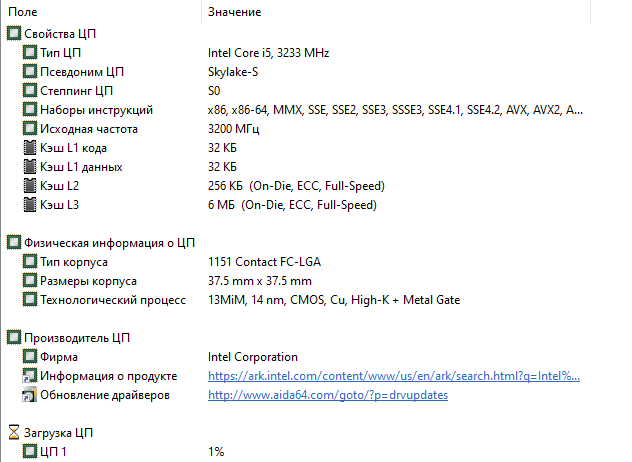 Поле Значение
Свойства ЦП
Тип ЦП Intel Core i5, 3233 MHz
Псевдоним ЦП Skylake-S
Степпинг ЦП S0
Наборы инструкций x86, x86-64, MMX, SSE, SSE2, SSE3, SSSE3, SSE4.1, SSE4.2, AVX, AVX2, A...
Исходная частота 3200 МГц
Кэш L1 кода 32 КБ
Кэш L1 данных 32 КБ
Кэш L2 256 КБ (On-Die, ECC, Full-Speed)
Кэш L3 6 МБ (On-Die, ECC, Full-Speed)
Физическая информация о ЦП
Тип корпуса 1151 Contact FC-LGA
Размеры корпуса 37.5 mm x 37.5 mm
Технологический процесс 13MiM, 14 nm, CMOS, Cu, High-K + Metal Gate
Производитель ЦП
Фирма Intel Corporation
Информация о продукте https://ark.intel.com/content/www/us/en/ark/search.html?q=Intel%...
Обновление драйверов http://www.aida64.com/goto/?p=drvupdates
Загрузка ЦП
ЦП 1 1%